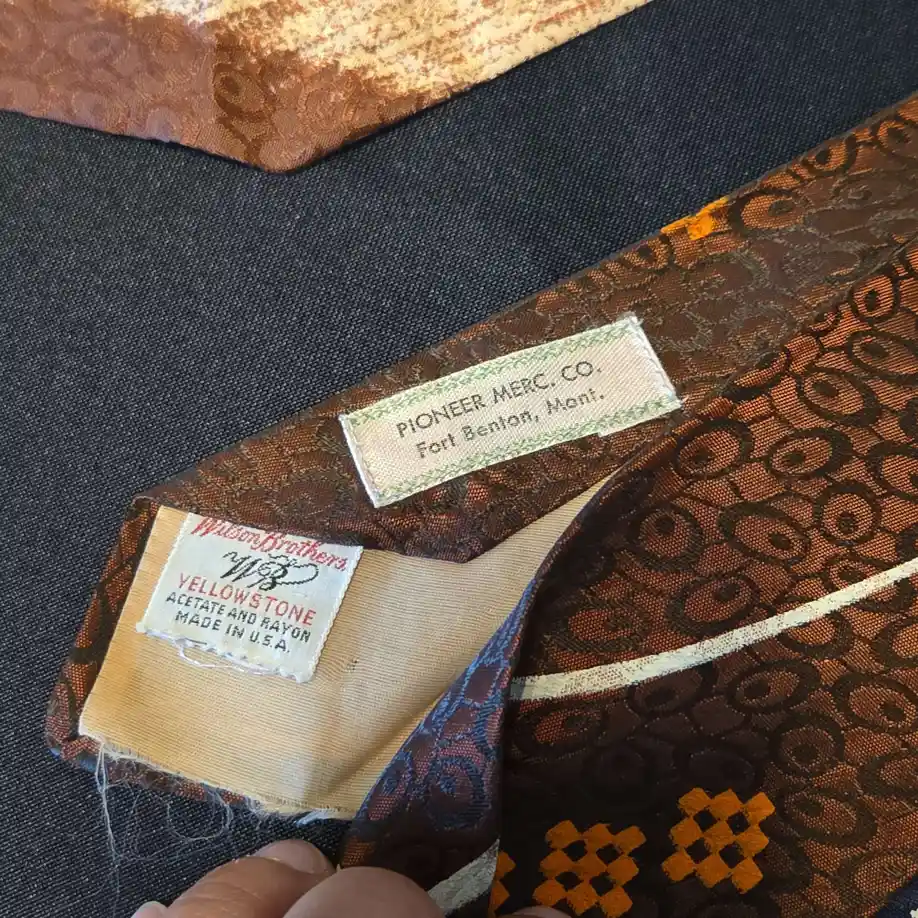 PIONEER MERC. CO.
Fort Benton, Mont.
Wilson Brothers
WB
YELLOWSTONE
ACETATE AND RAYON
MADE IN U.S.A.